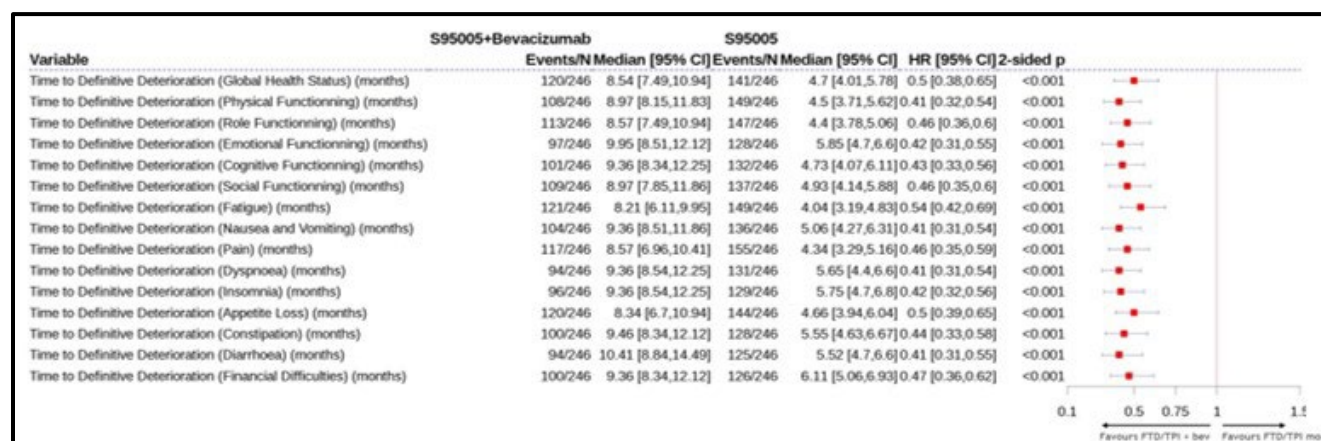 S95005+Bevacizumab S95005
Variable Events/N Median [95% CI] Events/N Median [95% CI] HR [95% CI] 2-sided p
Time to Definitive Deterioration (Global Health Status) (months) 120/246 8.54 [7.49,10.94] 141/246 4.7 [4.01,5.78] 0.5 [0.38,0.65] <0.001
Time to Definitive Deterioration (Physical Functionning) (months) 108/246 8.97 [8.15,11.83] 149/246 4.5 [3.71,5.62] 0.41 [0.32,0.54] <0.001
Time to Definitive Deterioration (Role Functionning) (months) 113/246 8.57 [7.49,10.94] 147/246 4.4 [3.78,5.06] 0.46 [0.36,0.6] <0.001
Time to Definitive Deterioration (Emotional Functionning) (months) 97/246 9.95 [8.51,12.12] 128/246 5.85 [4.7,6.6] 0.42 [0.31,0.55] <0.001
Time to Definitive Deterioration (Cognitive Functionning) (months) 101/246 9.36 [8.34,12.25] 132/246 4.73 [4.07,6.11] 0.43 [0.33,0.56] <0.001
Time to Definitive Deterioration (Social Functionning) (months) 109/246 8.97 [7.85,11.86] 137/246 4.93 [4.14,5.88] 0.46 [0.35,0.6] <0.001
Time to Definitive Deterioration (Fatigue) (months) 121/246 8.21 [6.11,9.95] 149/246 4.04 [3.19,4.83] 0.54 [0.42,0.69] <0.001
Time to Definitive Deterioration (Nausea and Vomiting) (months) 104/246 9.36 [8.51,11.86] 136/246 5.06 [4.27,6.31] 0.41 [0.31,0.54] <0.001
Time to Definitive Deterioration (Pain) (months) 117/246 8.57 [6.96,10.41] 155/246 4.34 [3.29,5.16] 0.46 [0.35,0.59] <0.001
Time to Definitive Deterioration (Dyspnoea) (months) 94/246 9.36 [8.54,12.25] 131/246 5.65 [4.4,6.6] 0.41 [0.31,0.54] <0.001
Time to Definitive Deterioration (Insomnia) (months) 96/246 9.36 [8.54,12.25] 129/246 5.75 [4.7,6.8] 0.42 [0.32,0.56] <0.001
Time to Definitive Deterioration (Appetite Loss) (months) 120/246 8.34 [6.7,10.94] 144/246 4.66 [3.94,6.04] 0.5 [0.39,0.65] <0.001
Time to Definitive Deterioration (Constipation) (months) 100/246 9.46 [8.34,12.12] 128/246 5.55 [4.63,6.67] 0.44 [0.33,0.58] <0.001
Time to Definitive Deterioration (Diarrhoea) (months) 94/246 10.41 [8.84,14.49] 125/246 5.52 [4.7,6.6] 0.41 [0.31,0.55] <0.001
Time to Definitive Deterioration (Financial Difficulties) (months) 100/246 9.36 [8.34,12.12] 126/246 6.11 [5.06,6.93] 0.47 [0.36,0.62] <0.001
0.1 0.5 0.75 1 1.5
Favours FTD/TPI + bev Favours FTD/TPI mo